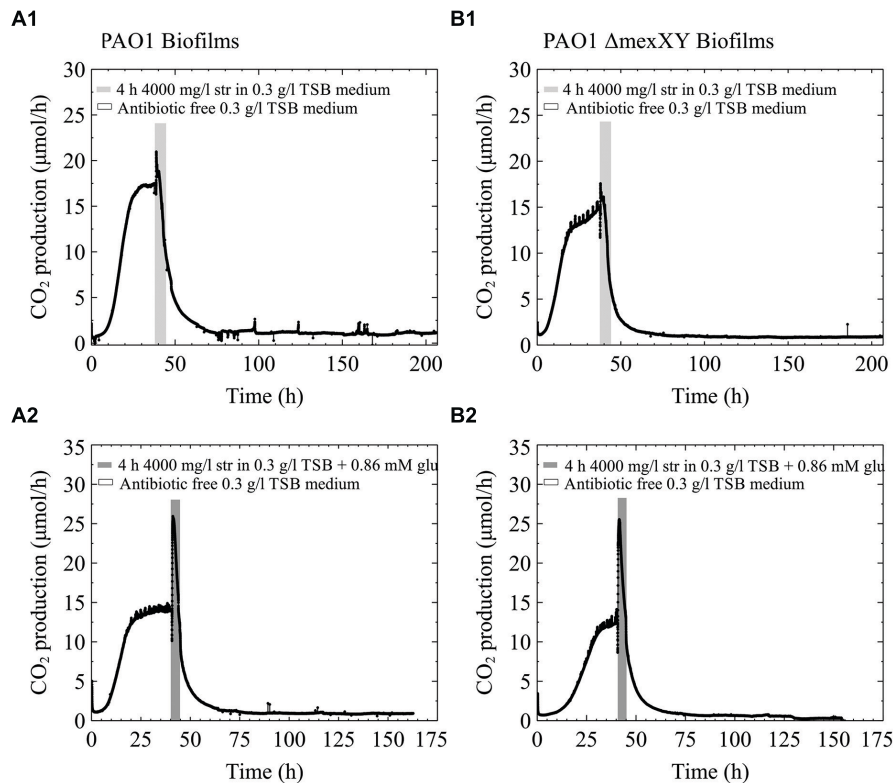 A1
PAO1 Biofilms
30
25
20
15
10
5
0
CO₂ production (μmol/h)
4 h 4000 mg/l str in 0.3 g/l TSB medium
Antibiotic free 0.3 g/l TSB medium
0 50 100 150 200
Time (h)
B1
PAO1 ΔmexXY Biofilms
30
25
20
15
10
5
0
CO₂ production (μmol/h)
4 h 4000 mg/l str in 0.3 g/l TSB medium
Antibiotic free 0.3 g/l TSB medium
0 50 100 150 200
Time (h)
A2
35
30
25
20
15
10
5
0
CO₂ production (μmol/h)
4 h 4000 mg/l str in 0.3 g/l TSB + 0.86 mM glu
Antibiotic free 0.3 g/l TSB medium
0 25 50 75 100 125 150 175
Time (h)
B2
35
30
25
20
15
10
5
0
CO₂ production (μmol/h)
4 h 4000 mg/l str in 0.3 g/l TSB + 0.86 mM glu
Antibiotic free 0.3 g/l TSB medium
0 25 50 75 100 125 150 175
Time (h)